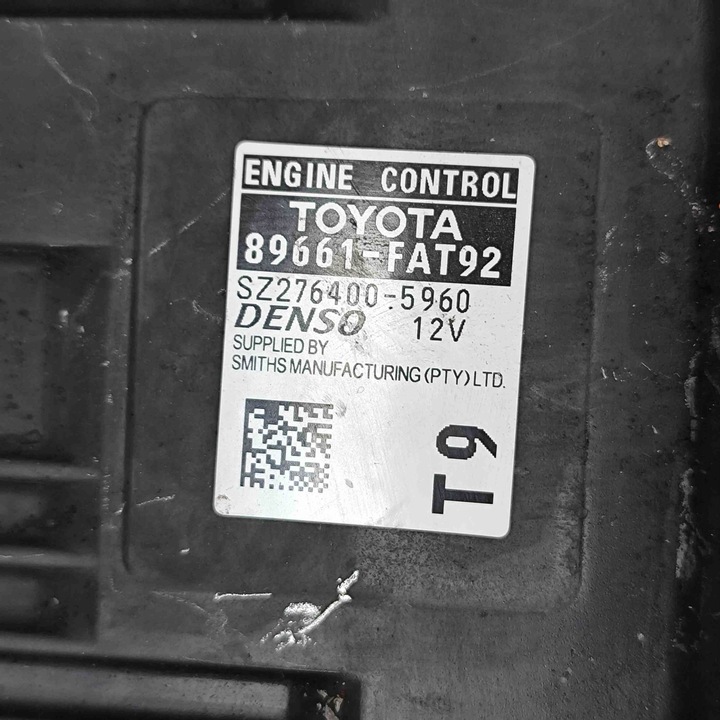 ENGINE CONTROL
TOYOTA
89661-FAT92
SZ276400-5960
DENSO 12V
SUPPLIED BY
SMITHS MANUFACTURING (PTY) LTD.
T9